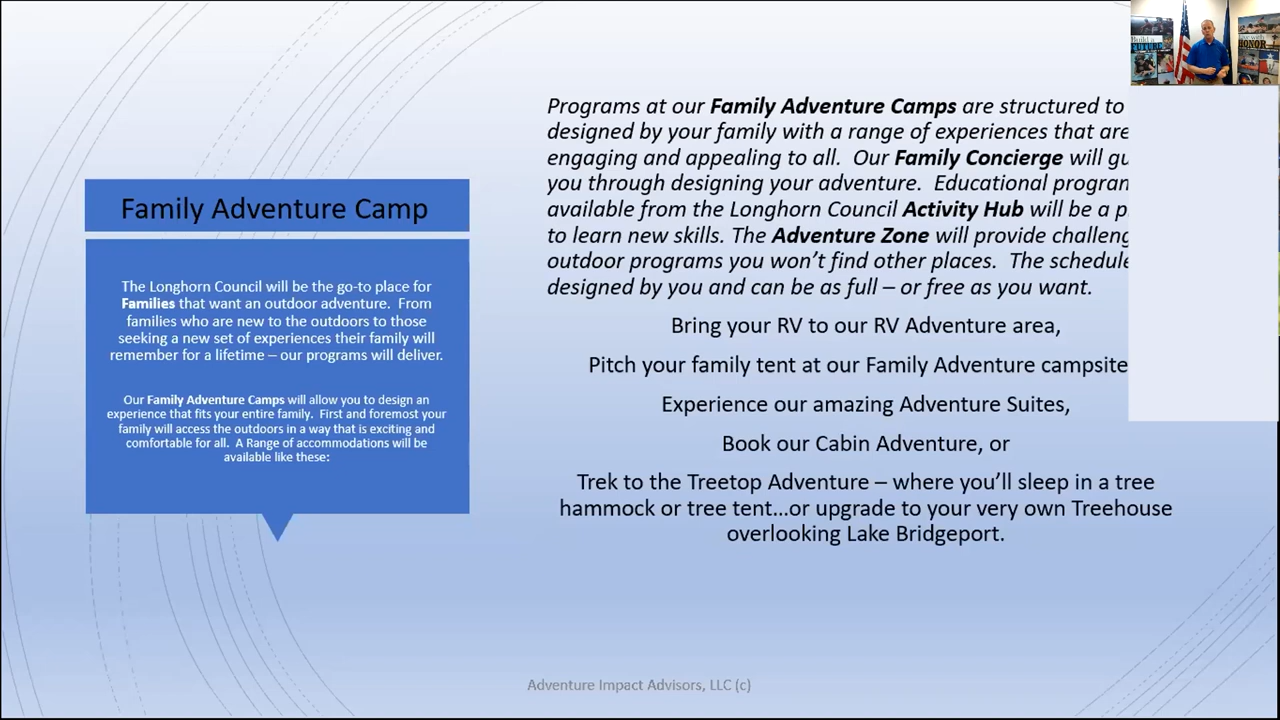 Family Adventure Camp
The Longhorn Council will be the go-to place for
Families that want an outdoor adventure. From
families who are new to the outdoors to those
seeking a new set of experiences their family will
remember for a lifetime – our programs will deliver.
Our Family Adventure Camps will allow you to design an
experience that fits your entire family. First and foremost your
family will access the outdoors in a way that is exciting and
comfortable for all. A Range of accommodations will be
available like these:
Programs at our Family Adventure Camps are structured to
designed by your family with a range of experiences that are
engaging and appealing to all. Our Family Concierge will
you through designing your adventure. Educational
available from the Longhorn Council Activity Hub will be a
to learn new skills. The Adventure Zone will provide
outdoor programs you won't find other places. The schedule
designed by you and can be as full – or free as you want.
Bring your RV to our RV Adventure area,
Pitch your family tent at our Family Adventure campsite
Experience our amazing Adventure Suites,
Book our Cabin Adventure, or
Trek to the Treetop Adventure – where you'll sleep in a tree
hammock or tree tent…or upgrade to your very own Treehouse
overlooking Lake Bridgeport.
Adventure Impact Advisors, LLC (c)
Build a
FUTURE
HONOR